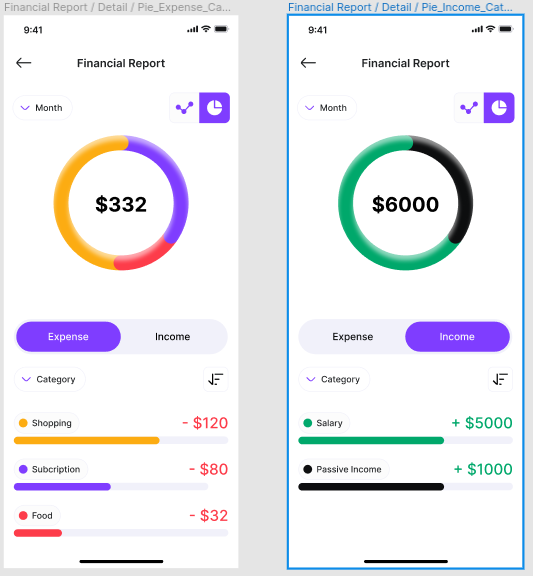 Financial Report / Detail / Pie_Expense_Ca...
9:41
Financial Report
Month
$332
Expense
Income
Category
Shopping
- $120
Subcription
- $80
Food
- $32
Financial Report / Detail / Pie_Income_Cat...
9:41
Financial Report
Month
$6000
Expense
Income
Category
Salary
+ $5000
Passive Income
+ $1000